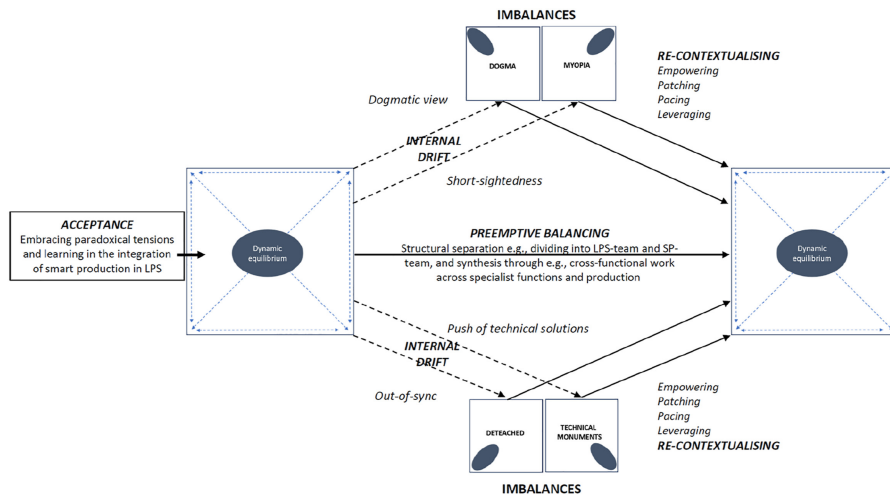 IMBALANCES
DOGMA
MYOPIA
RE-CONTEXTUALISING
Empowering
Patching
Pacing
Leveraging
Dogmatic view
INTERNAL
DRIFT
Short-sightedness
ACCEPTANCE
Embracing paradoxical tensions
and learning in the integration
of smart production in LPS
Dynamic
equilibrium
PREEMPTIVE BALANCING
Structural separation e.g., dividing into LPS-team and SP-
team, and synthesis through e.g., cross-functional work
across specialist functions and production
Dynamic
equilibrium
Push of technical solutions
INTERNAL
DRIFT
Out-of-sync
DETEACHED
TECHNICAL
MONUMENTS
Empowering
Patching
Pacing
Leveraging
RE-CONTEXTUALISING
IMBALANCES